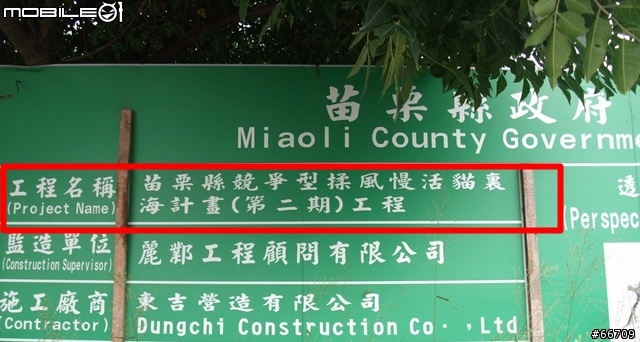 MOBILE01
苗栗縣政府
Miaoli County Governme
工程名稱
(Project Name)
苗栗縣競爭型揉風慢活貓裏
海計畫(第二期)工程
透
(Perspec
監造單位
(Construction Supervisor)
麗鄴工程顧問有限公司
施工廠商
(Contractor)
東吉營造有限公司
Dungchi Construction Co.,Ltd
#66709